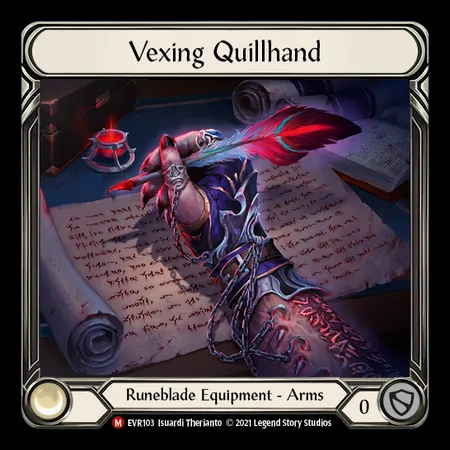 Vexing Quillhand
Runeblade Equipment - Arms
0
M EVR103 Isuardi Therianto © 2021 Legend Story Studios